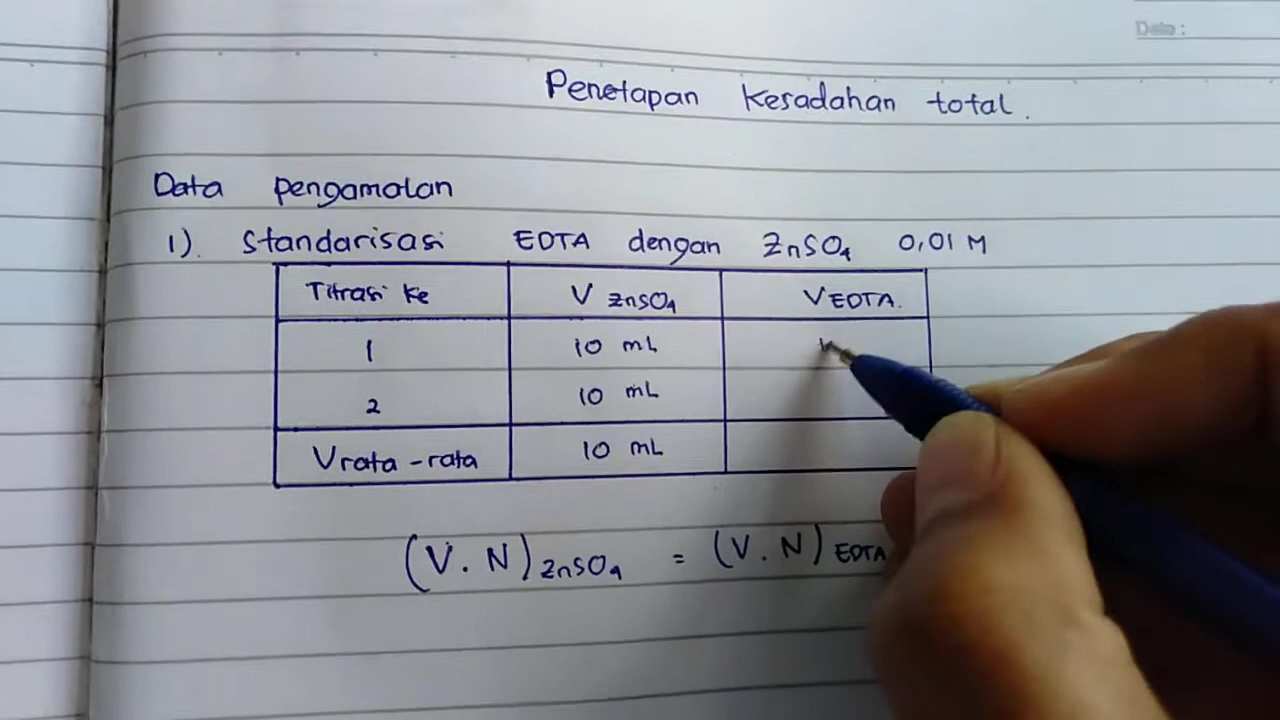 Data :
Penetapan Kesadahan total.
Data pengamatan
1). Standarisasi EDTA dengan ZnSO4 0,01 M
Titrasi Ke V ZnSO4 V EDTA.
1 10 mL
2 10 mL
V rata-rata 10 mL
(V. N) ZnSO4 = (V. N) EDTA